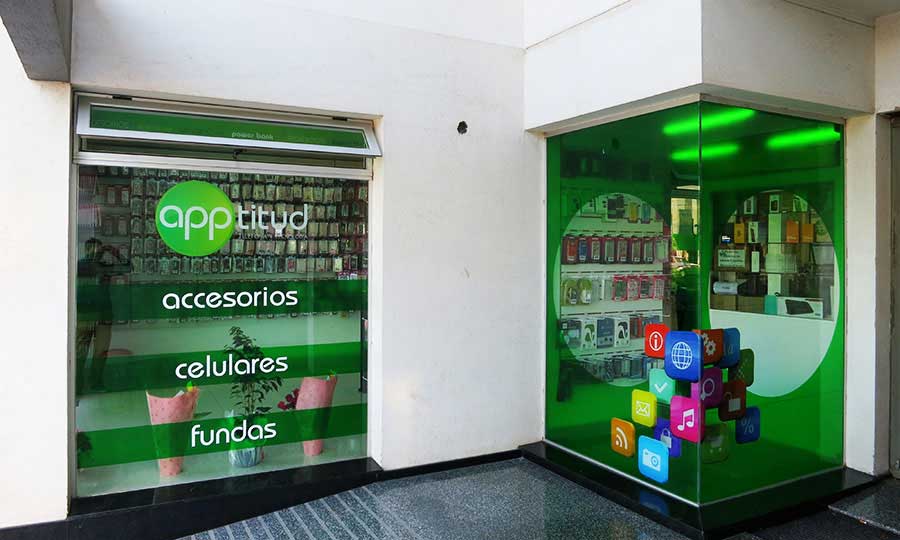 power bank
apptityd
accesorios
celulares
fundas